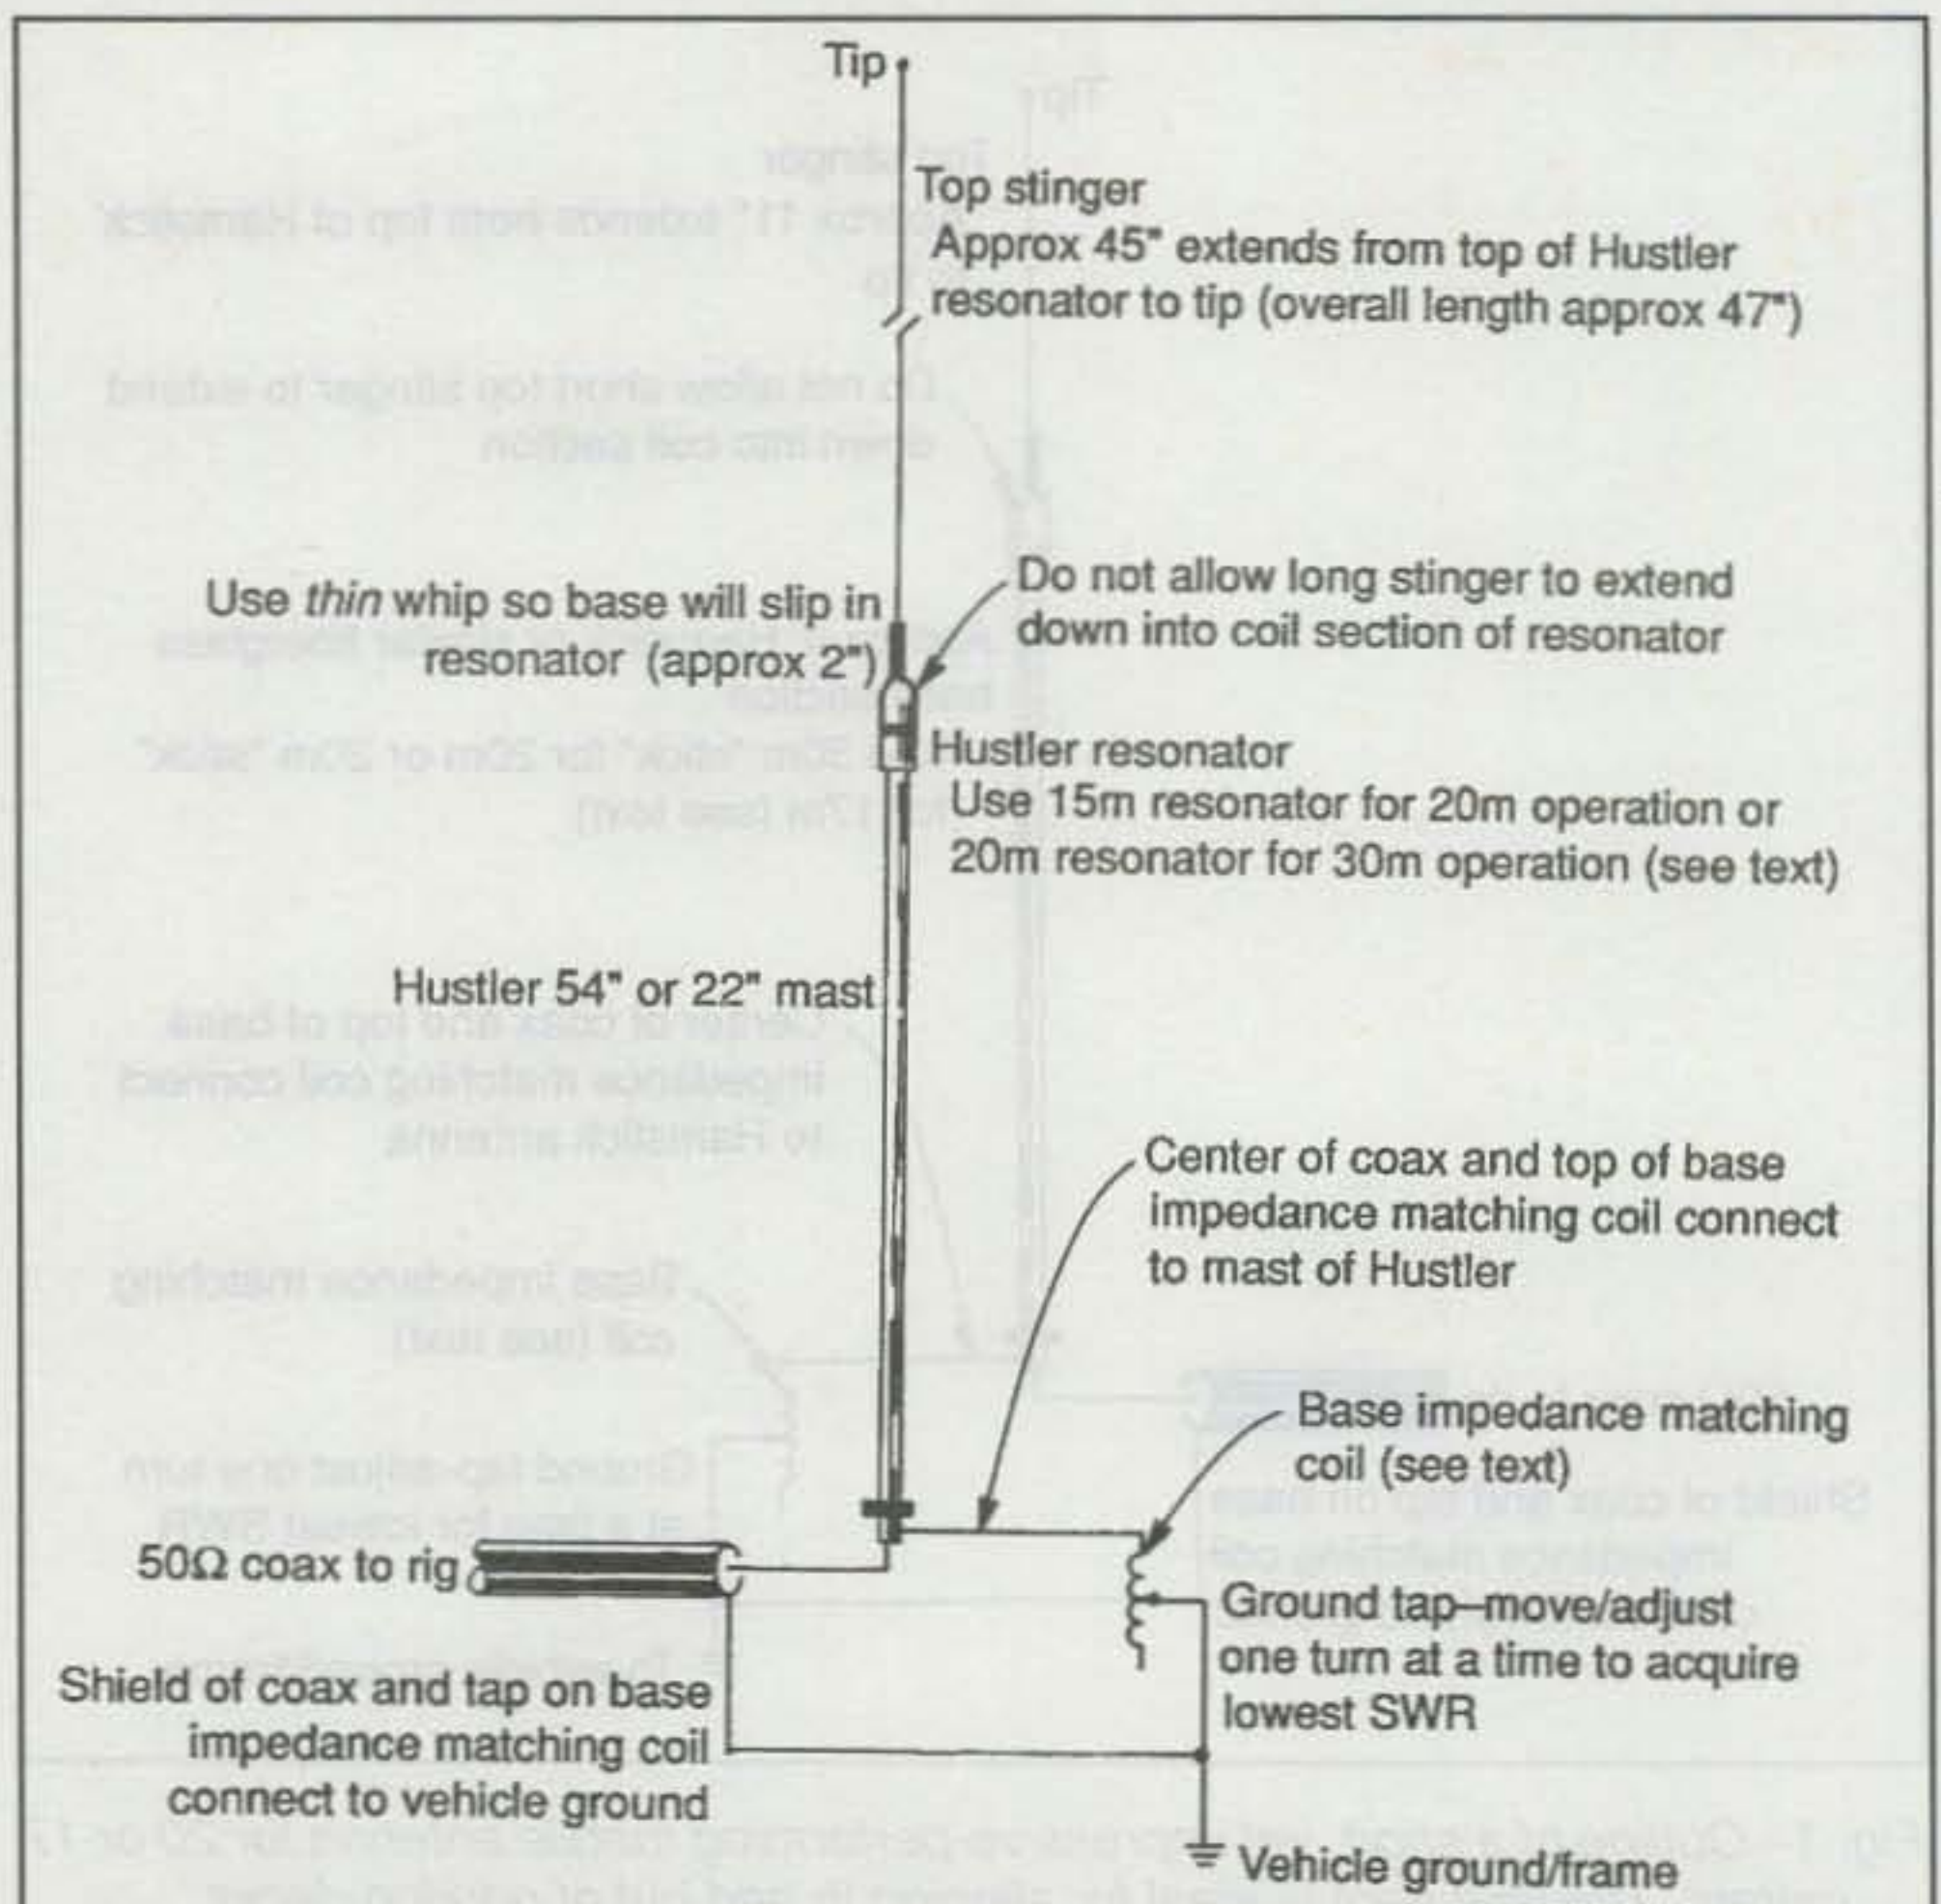 Tip
Top stinger
Approx 45" extends from top of Hustler
resonator to tip (overall length approx 47")
Use thin whip so base will slip in
resonator (approx 2")
Do not allow long stinger to extend
down into coil section of resonator
Hustler resonator
Use 15m resonator for 20m operation or
20m resonator for 30m operation (see text)
Hustler 54" or 22" mast
Center of coax and top of base
impedance matching coil connect
to mast of Hustler
Base impedance matching
coil (see text)
50Ω coax to rig
Ground tap–move/adjust
one turn at a time to acquire
lowest SWR
Shield of coax and tap on base
impedance matching coil
connect to vehicle ground
Vehicle ground/frame